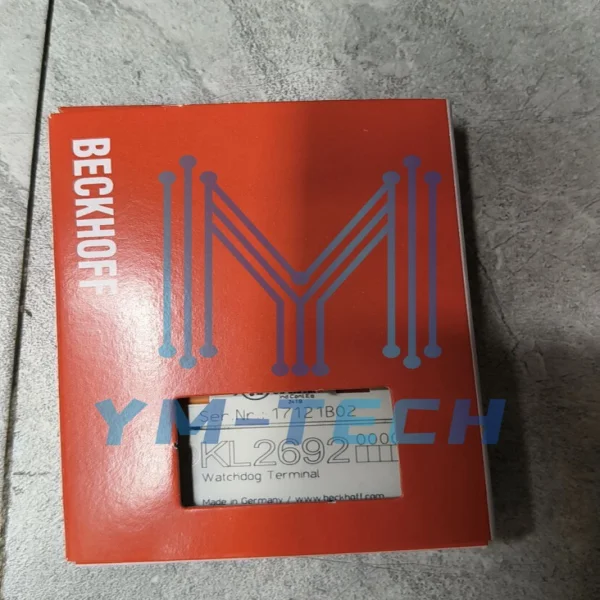 BECKHOFF
Ser.Nr.: 17121B02
KL2692 0000
Watchdog Terminal
Made in Germany / www.beckhoff.com
YM-TECH